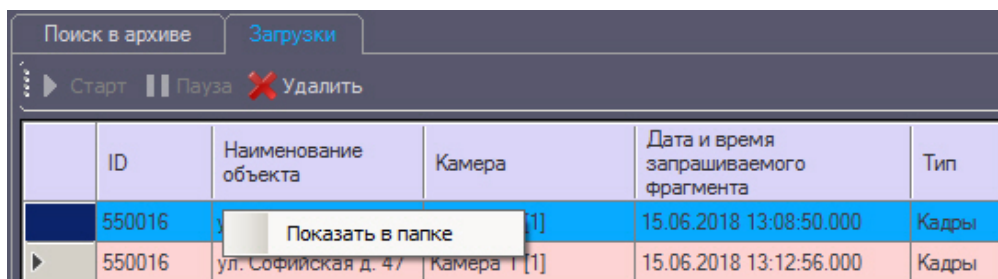 Поиск в архиве Загрузки
Старт Пауза Удалить
ID Наименование объекта Камера Дата и время запрашиваемого фрагмента Тип
550016 [1] 15.06.2018 13:08:50.000 Кадры
Показать в папке
550016 ул. Софийская д. 47 Камера 1 [1] 15.06.2018 13:12:56.000 Кадры